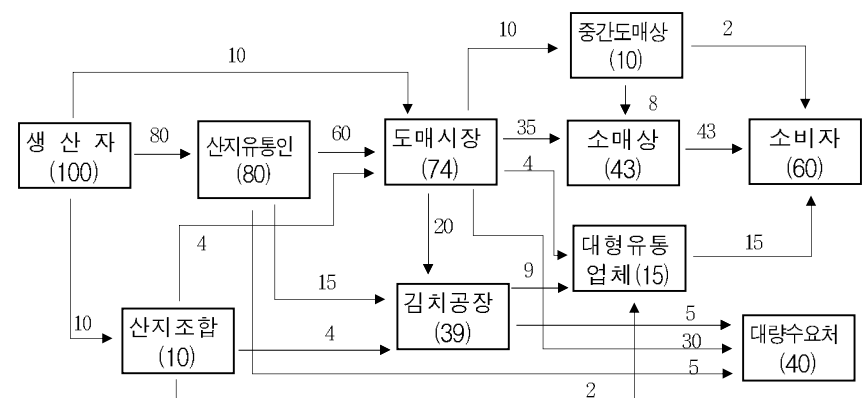 10
중간도매상
(10)
2
10
8
생 산 자
(100)
80
산지유통인
(80)
60
도매시장
(74)
35
소매상
(43)
43
소비자
(60)
4
4
20
대형유통
업체(15)
15
15
9
김치공장
(39)
10
산지조합
(10)
4
5
30
5
대량수요처
(40)
2